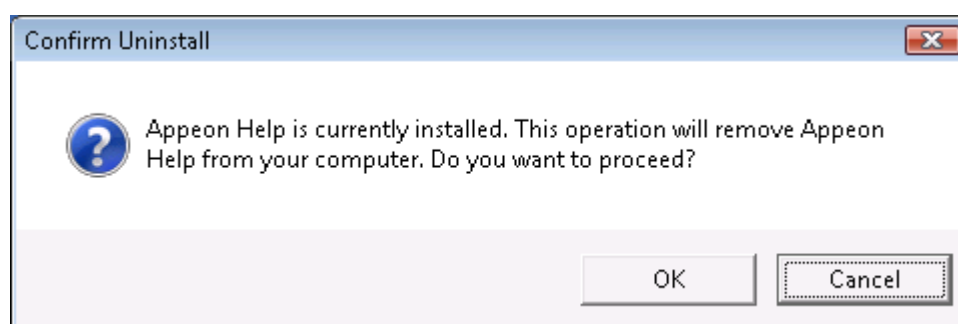 Confirm Uninstall
Appeon Help is currently installed. This operation will remove Appeon
Help from your computer. Do you want to proceed?
OK
Cancel